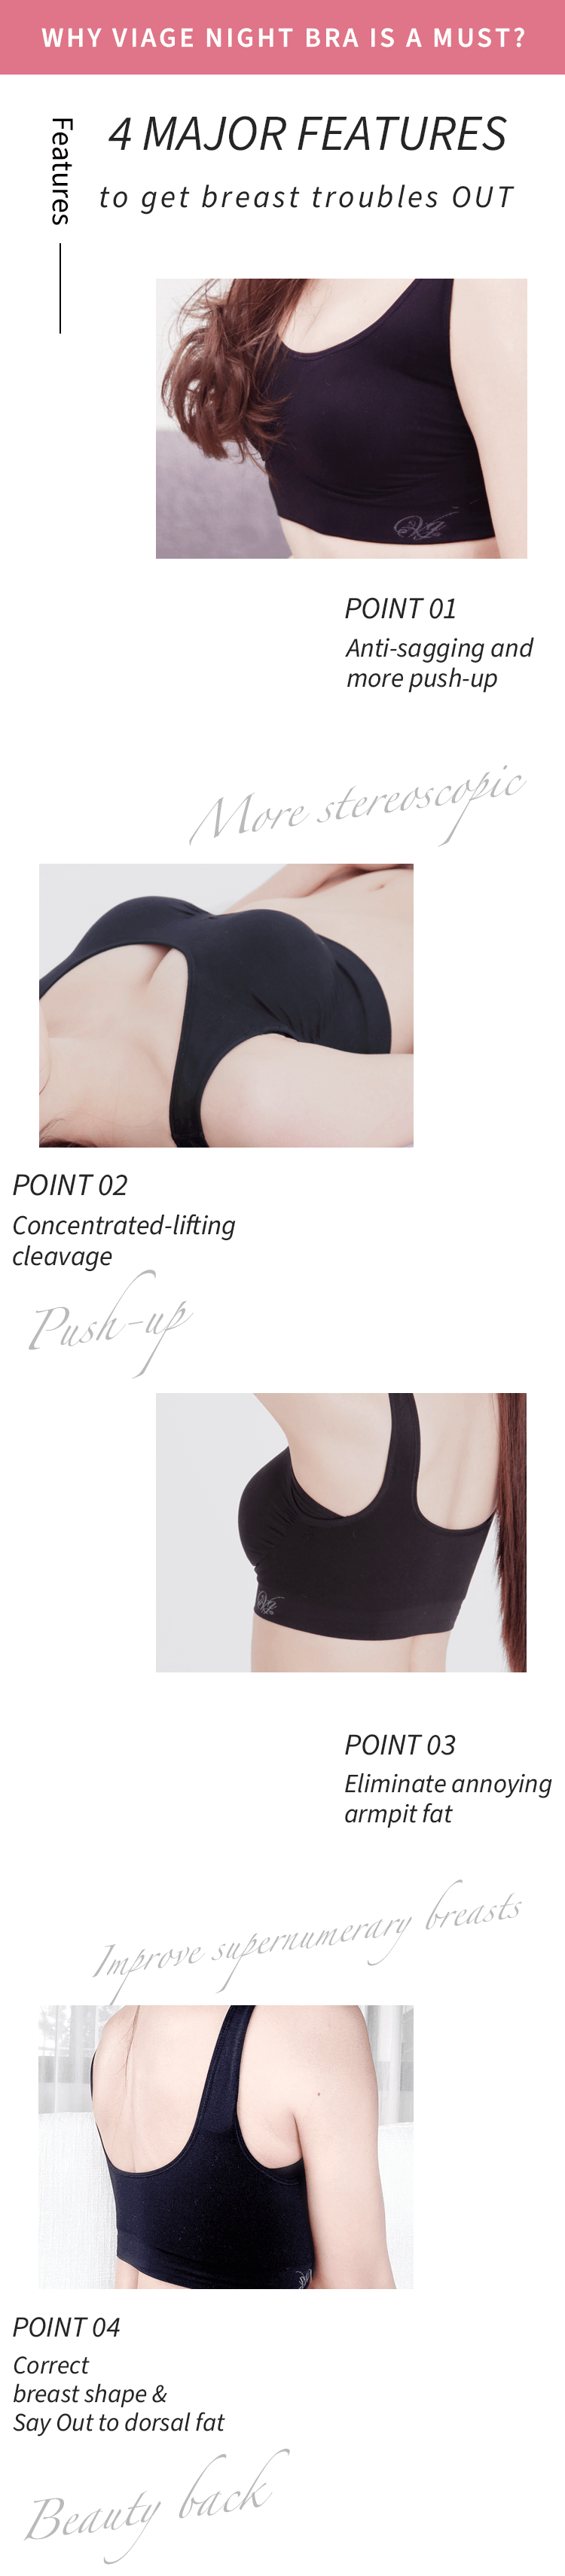 WHY VIAGE NIGHT BRA IS A MUST?
Features
4 MAJOR FEATURES
to get breast troubles OUT
POINT 01
Anti-sagging and
more push-up
More stereoscopic
POINT 02
Concentrated-lifting
cleavage
Push-up
POINT 03
Eliminate annoying
armpit fat
Improve supernumerary breasts
POINT 04
Correct
breast shape &
Say Out to dorsal fat
Beauty back